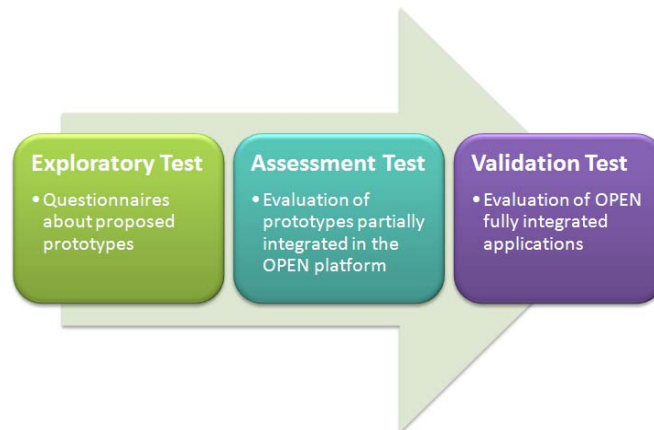 Exploratory Test
• Questionnaires
about proposed
prototypes
Assessment Test
• Evaluation of
prototypes partially
integrated in the
OPEN platform
Validation Test
• Evaluation of OPEN
fully integrated
applications